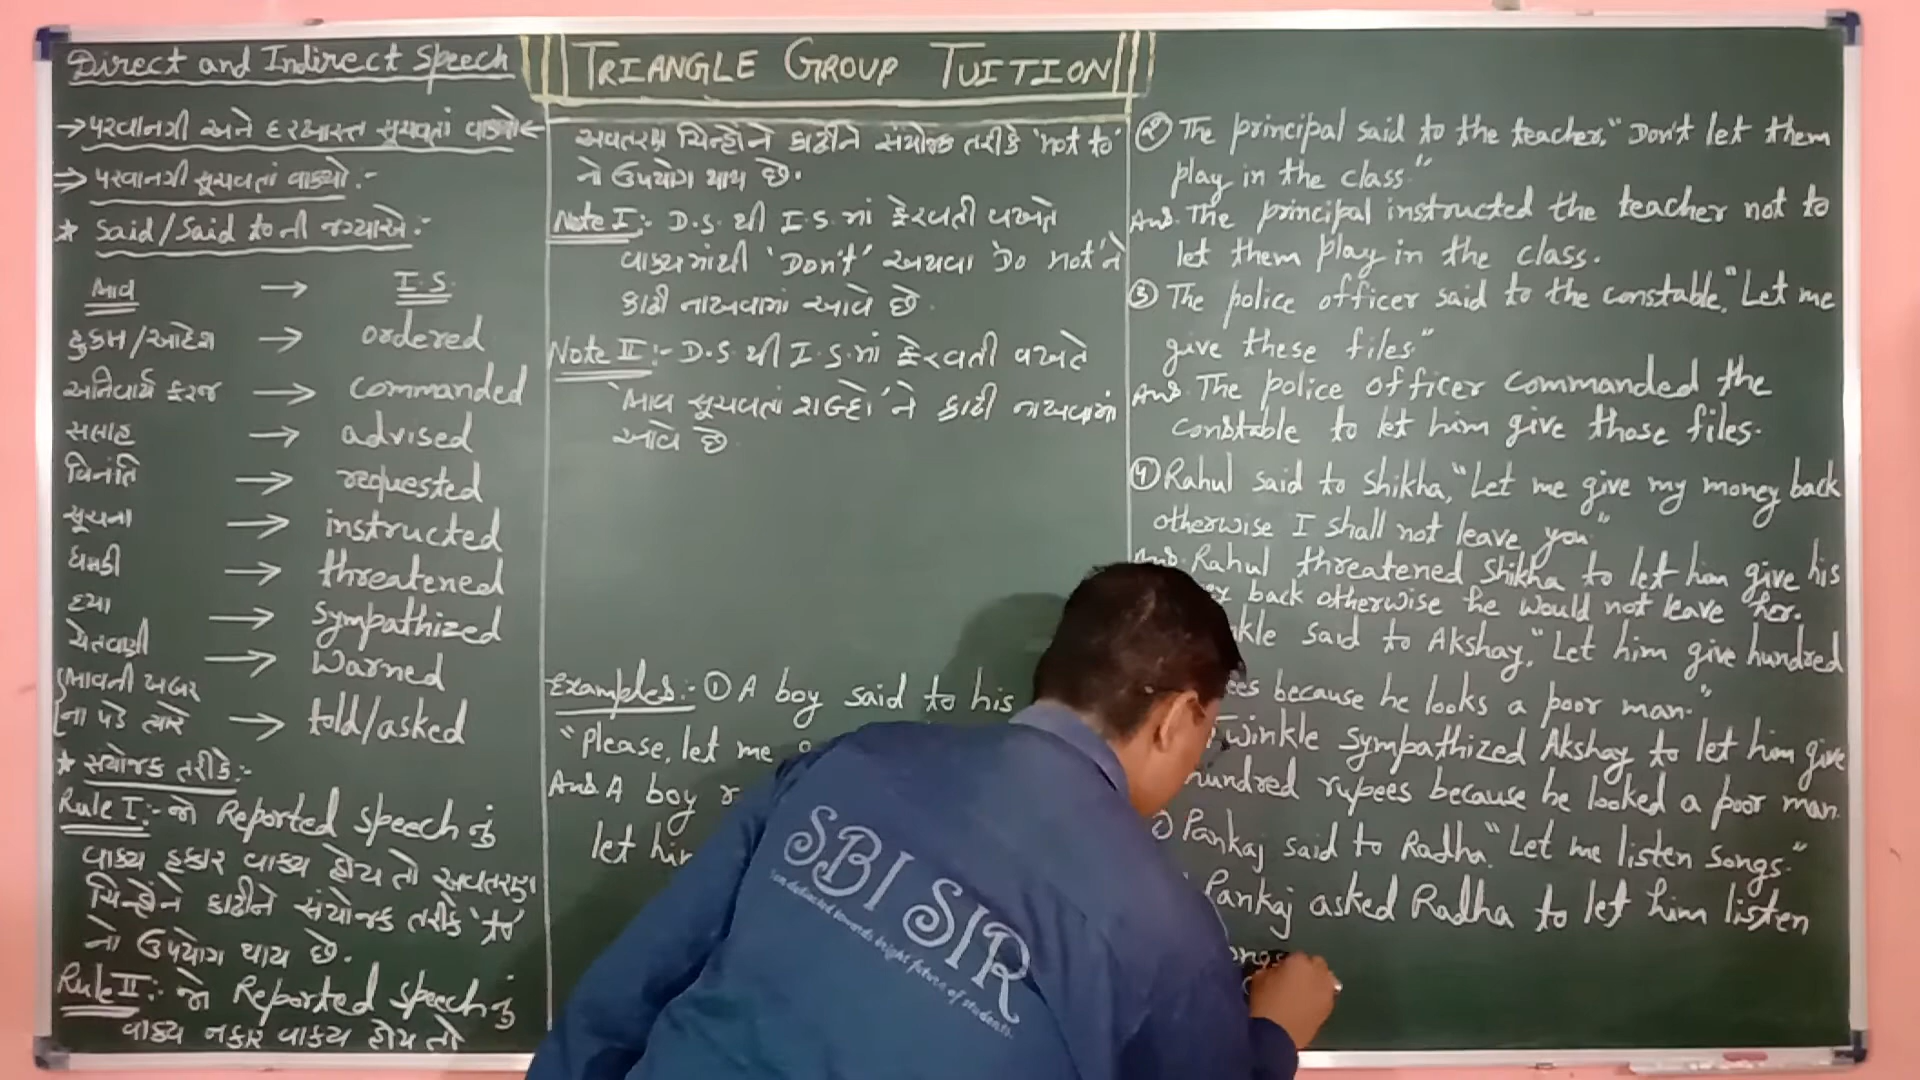 Direct and Indirect Speech
TRIANGLE GROUP TUITION
→ પરવાનગી અને દરખાસ્ત સૂચવતાં વાક્યો ←
⇒ પરવાનગી સૂચવતાં વાક્યો :-
* Said/Said to ની જગ્યાએ :-
ભાવ → I.S.
હુકમ/આદેશ → ordered
અનિવાર્ય ફરજ → commanded
સલાહ → advised
વિનંતિ → requested
સૂચના → instructed
ધમકી → threatened
દયા → Sympathized
ચેતવણી → warned
ભાવની ખબર
ના પડે ત્યારે → told/asked
* સંયોજક તરીકે :-
Rule I :- જો Reported Speech નું
વાક્ય હકાર વાક્ય હોય તો અવતરણ
ચિન્હોને કાઢીને સંયોજક તરીકે 'to'
નો ઉપયોગ થાય છે.
Rule II :- જો Reported Speech નું
વાક્ય નકાર વાક્ય હોય તો
અવતરણ ચિન્હોને કાઢીને સંયોજક તરીકે 'not to'
નો ઉપયોગ થાય છે.
Note I :- D.S. થી I.S. માં ફેરવતી વખતે
વાક્યમાંથી 'Don't' અથવા 'Do not' ને
કાઢી નાખવામાં આવે છે.
Note II :- D.S. થી I.S. માં ફેરવતી વખતે
'ભાવ સૂચવતાં શબ્દો' ને કાઢી નાખવામાં
આવે છે.
Examples :- ① A boy said to his
"Please, let me
Ans. A boy
let him
② The principal said to the teacher, "Don't let them
play in the class."
Ans. The principal instructed the teacher not to
let them play in the class.
③ The police officer said to the constable, "Let me
give these files."
Ans. The police officer commanded the
constable to let him give those files.
④ Rahul said to Shikha, "Let me give my money back
otherwise I shall not leave you."
Ans. Rahul threatened Shikha to let him give his
back otherwise he would not leave her.
said to Akshay, "Let him give hundred
because he looks a poor man."
Twinkle Sympathized Akshay to let him give
hundred rupees because he looked a poor man.
Pankaj said to Radha, "Let me listen songs."
Pankaj asked Radha to let him listen
SBI SIR